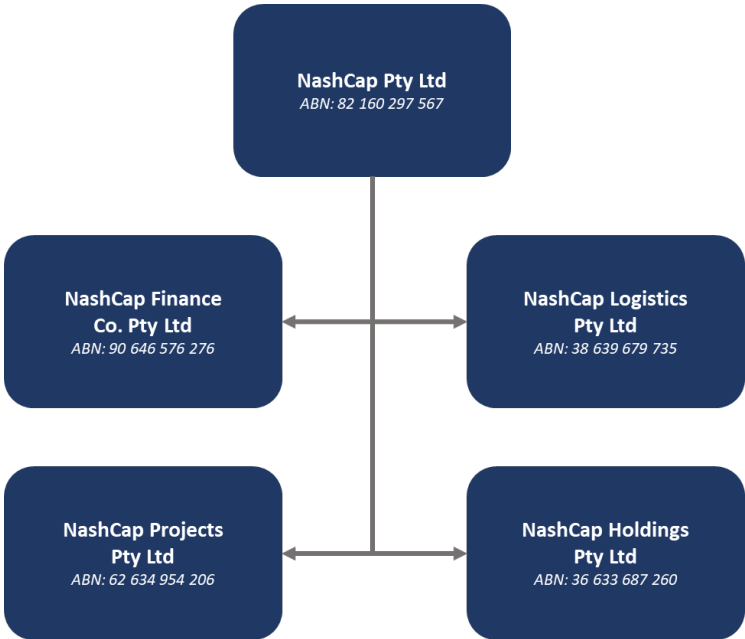 NashCap Pty Ltd
ABN: 82 160 297 567
NashCap Finance
Co. Pty Ltd
ABN: 90 646 576 276
NashCap Logistics
Pty Ltd
ABN: 38 639 679 735
NashCap Projects
Pty Ltd
ABN: 62 634 954 206
NashCap Holdings
Pty Ltd
ABN: 36 633 687 260